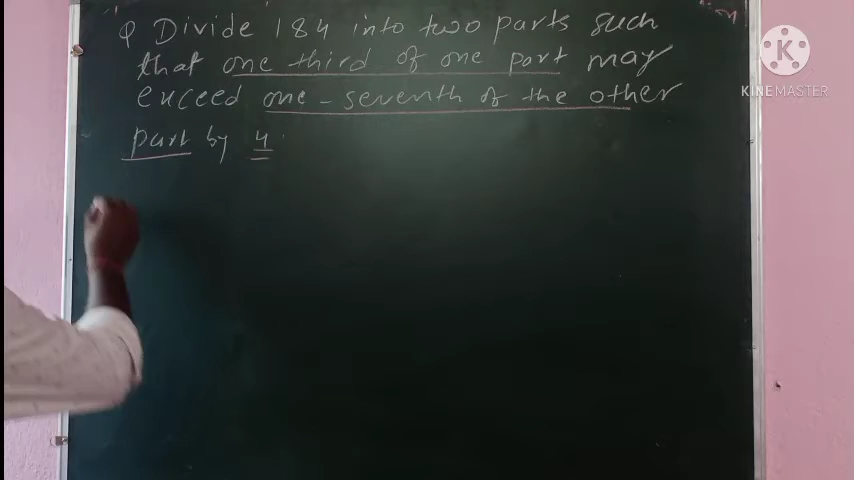 Q Divide 184 into two parts such
that one third of one part may
exceed one-seventh of the other
part by 4.
K
KINEMASTER